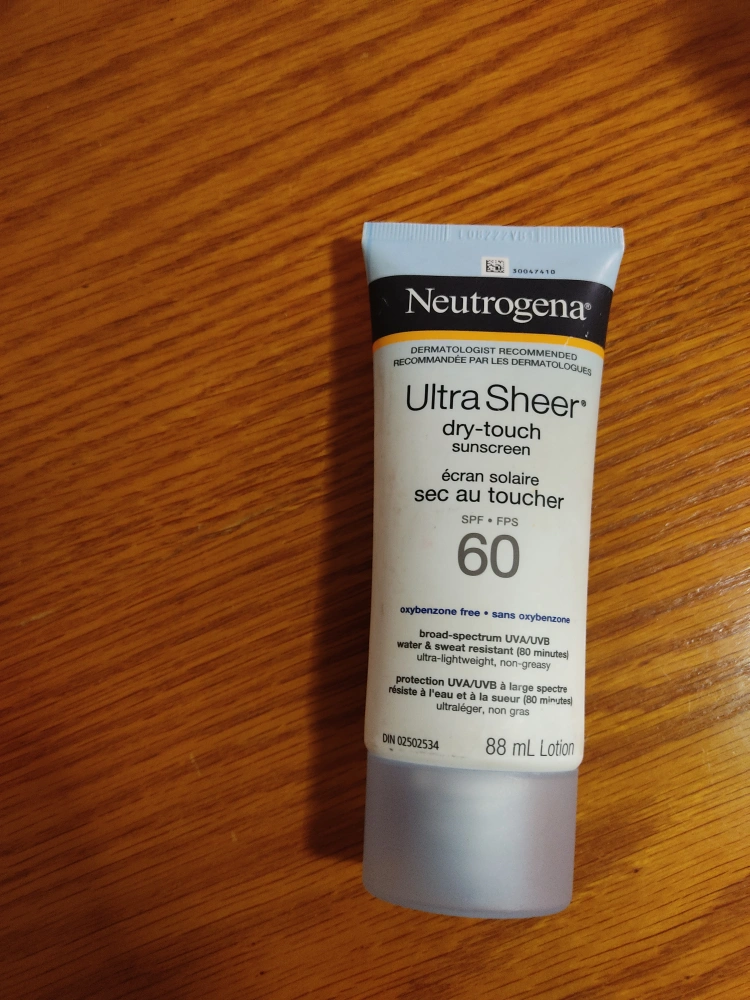 30047410
Neutrogena®
DERMATOLOGIST RECOMMENDED
RECOMMANDÉE PAR LES DERMATOLOGUES
Ultra Sheer®
dry-touch
sunscreen
écran solaire
sec au toucher
SPF • FPS
60
oxybenzone free • sans oxybenzone
broad-spectrum UVA/UVB
water & sweat resistant (80 minutes)
ultra-lightweight, non-greasy
protection UVA/UVB à large spectre
résiste à l'eau et à la sueur (80 minutes)
ultraléger, non gras
DIN 02502534
88 mL Lotion